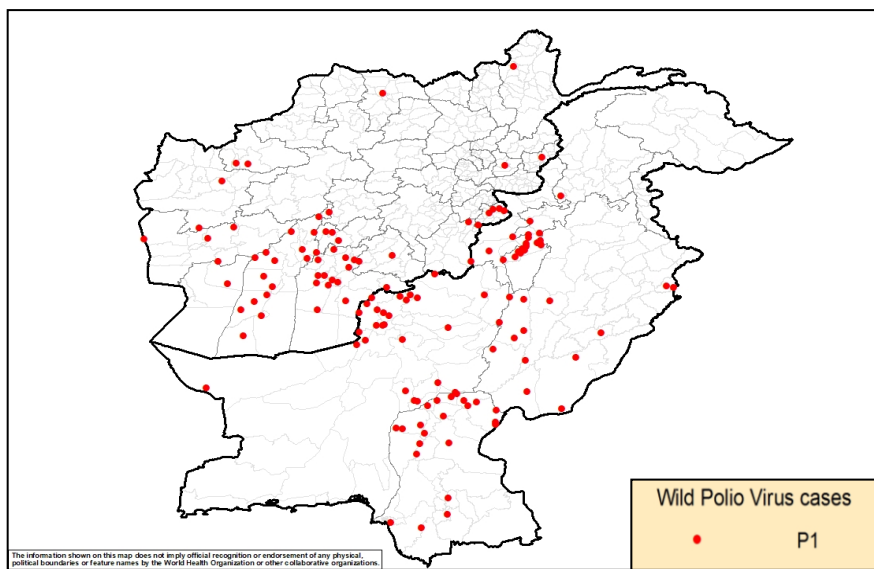 Wild Polio Virus cases
P1
The information shown on this map does not imply official recognition or endorsement of any physical,
political boundaries or feature names by the World Health Organization or other collaborative organizations.